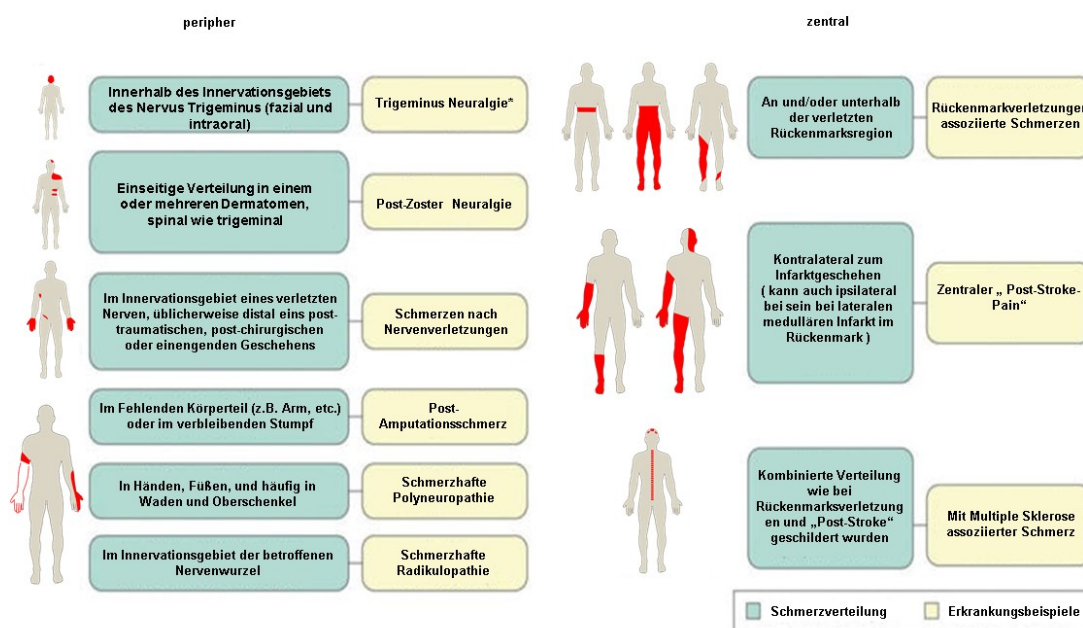 peripher
Innerhalb des Innervationsgebiets
des Nervus Trigeminus (fazial und
intraoral)
Trigeminus Neuralgie*
Einseitige Verteilung in einem
oder mehreren Dermatomen,
spinal wie trigeminal
Post-Zoster Neuralgie
Im Innervationsgebiet eines verletzten
Nerven, üblicherweise distal eins post-
traumatischen, post-chirurgischen
oder einengenden Geschehens
Schmerzen nach
Nervenverletzungen
Im Fehlenden Körperteil (z.B. Arm, etc.)
oder im verbleibenden Stumpf
Post-
Amputationsschmerz
In Händen, Füßen, und häufig in
Waden und Oberschenkel
Schmerzhafte
Polyneuropathie
Im Innervationsgebiet der betroffenen
Nervenwurzel
Schmerzhafte
Radikulopathie
zentral
An und/oder unterhalb
der verletzten
Rückenmarksregion
Rückenmarkverletzungen
assoziierte Schmerzen
Kontralateral zum
Infarktgeschehen
( kann auch ipsilateral
bei sein bei lateralen
medullären Infarkt im
Rückenmark )
Zentraler „ Post-Stroke-
Pain“
Kombinierte Verteilung
wie bei
Rückenmarksverletzung
en und „Post-Stroke“
geschildert wurden
Mit Multiple Sklerose
assoziierter Schmerz
Schmerzverteilung
Erkrankungsbeispiele